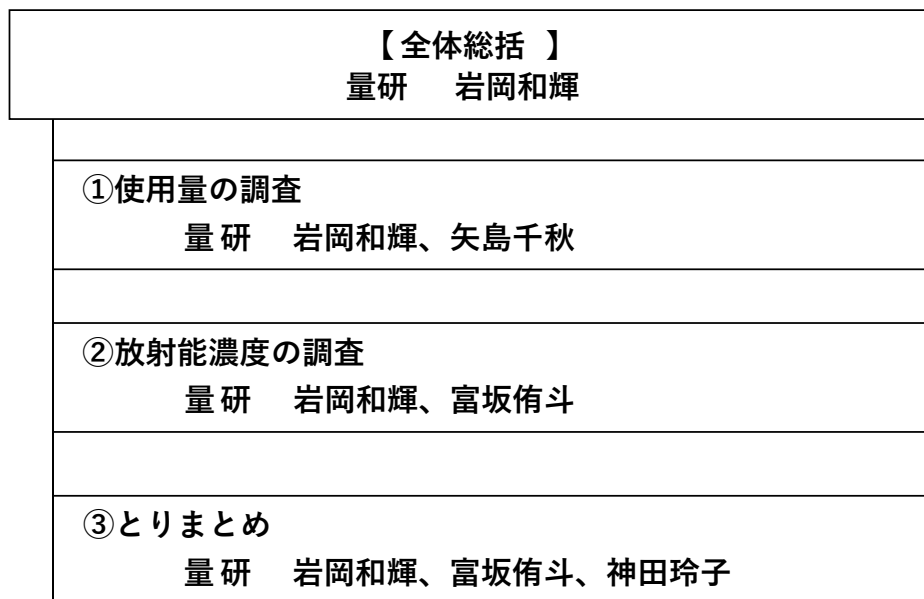 【 全体総括 】
量研 岩岡和輝
①使用量の調査
量研 岩岡和輝、矢島千秋
②放射能濃度の調査
量研 岩岡和輝、富坂侑斗
③とりまとめ
量研 岩岡和輝、富坂侑斗、神田玲子